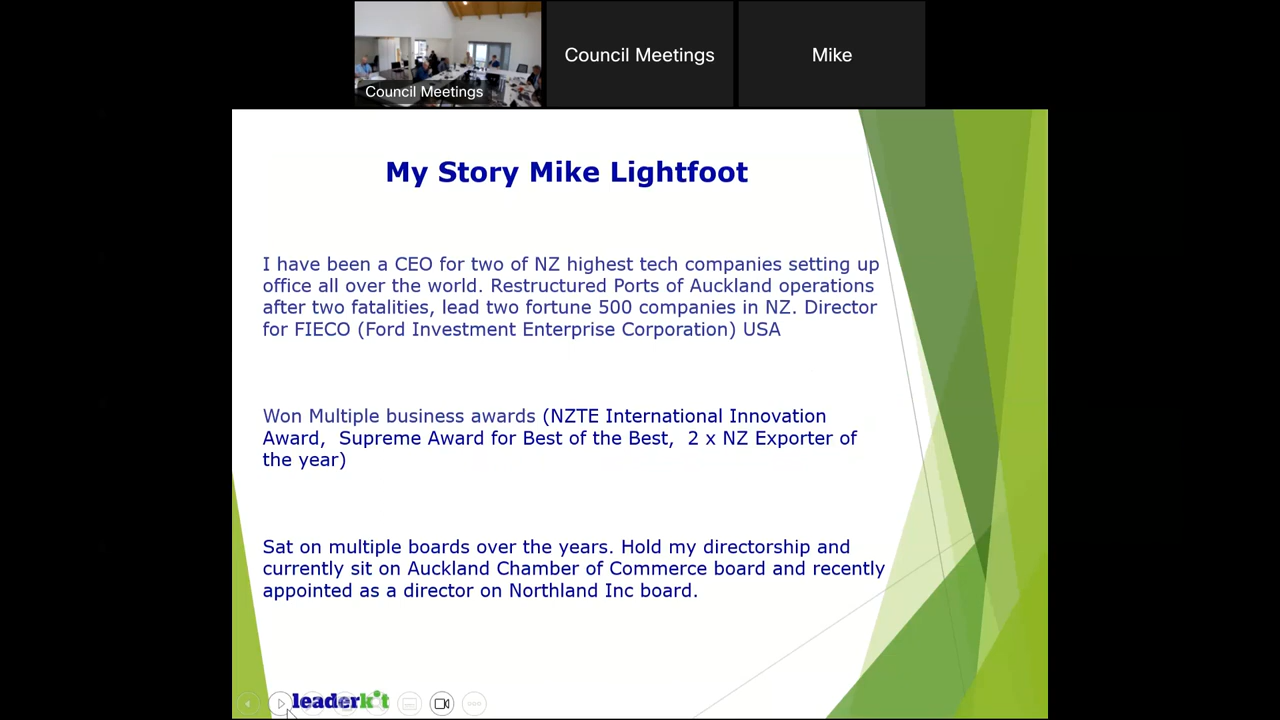 Council Meetings
Council Meetings
Mike
My Story Mike Lightfoot
I have been a CEO for two of NZ highest tech companies setting up
office all over the world. Restructured Ports of Auckland operations
after two fatalities, lead two fortune 500 companies in NZ. Director
for FIECO (Ford Investment Enterprise Corporation) USA
Won Multiple business awards (NZTE International Innovation
Award,  Supreme Award for Best of the Best,  2 x NZ Exporter of
the year)
Sat on multiple boards over the years. Hold my directorship and
currently sit on Auckland Chamber of Commerce board and recently
appointed as a director on Northland Inc board.
leaderkit